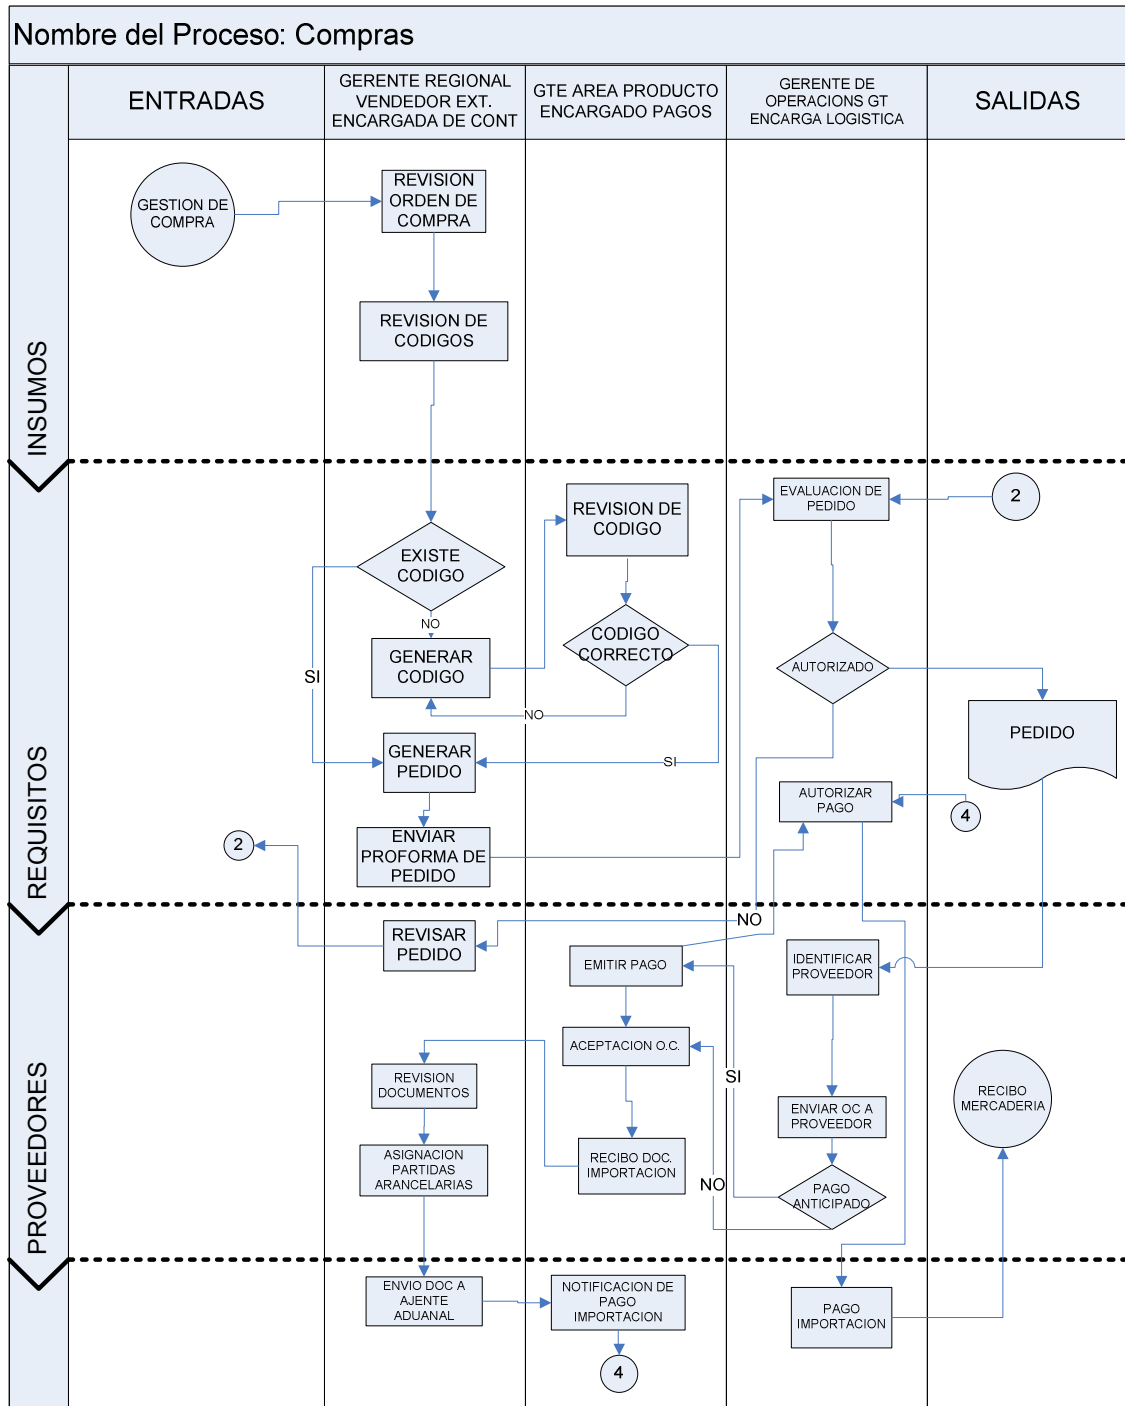 Nombre del Proceso: Compras
ENTRADAS
GERENTE REGIONAL
VENDEDOR EXT.
ENCARGADA DE CONT
GTE AREA PRODUCTO
ENCARGADO PAGOS
GERENTE DE
OPERACIONS GT
ENCARGA LOGISTICA
SALIDAS
INSUMOS
GESTION DE
COMPRA
REVISION
ORDEN DE
COMPRA
REVISION DE
CODIGOS
REQUISITOS
EXISTE
CODIGO
NO
SI
GENERAR
CODIGO
REVISION DE
CODIGO
CODIGO
CORRECTO
NO
SI
GENERAR
PEDIDO
ENVIAR
PROFORMA DE
PEDIDO
EVALUACION DE
PEDIDO
2
AUTORIZADO
PEDIDO
AUTORIZAR
PAGO
4
2
NO
PROVEEDORES
REVISAR
PEDIDO
EMITIR PAGO
IDENTIFICAR
PROVEEDOR
ACEPTACION O.C.
SI
REVISION
DOCUMENTOS
ENVIAR OC A
PROVEEDOR
RECIBO
MERCADERIA
ASIGNACION
PARTIDAS
ARANCELARIAS
RECIBO DOC.
IMPORTACION
NO
PAGO
ANTICIPADO
ENVIO DOC A
AJENTE
ADUANAL
NOTIFICACION DE
PAGO
IMPORTACION
PAGO
IMPORTACION
4